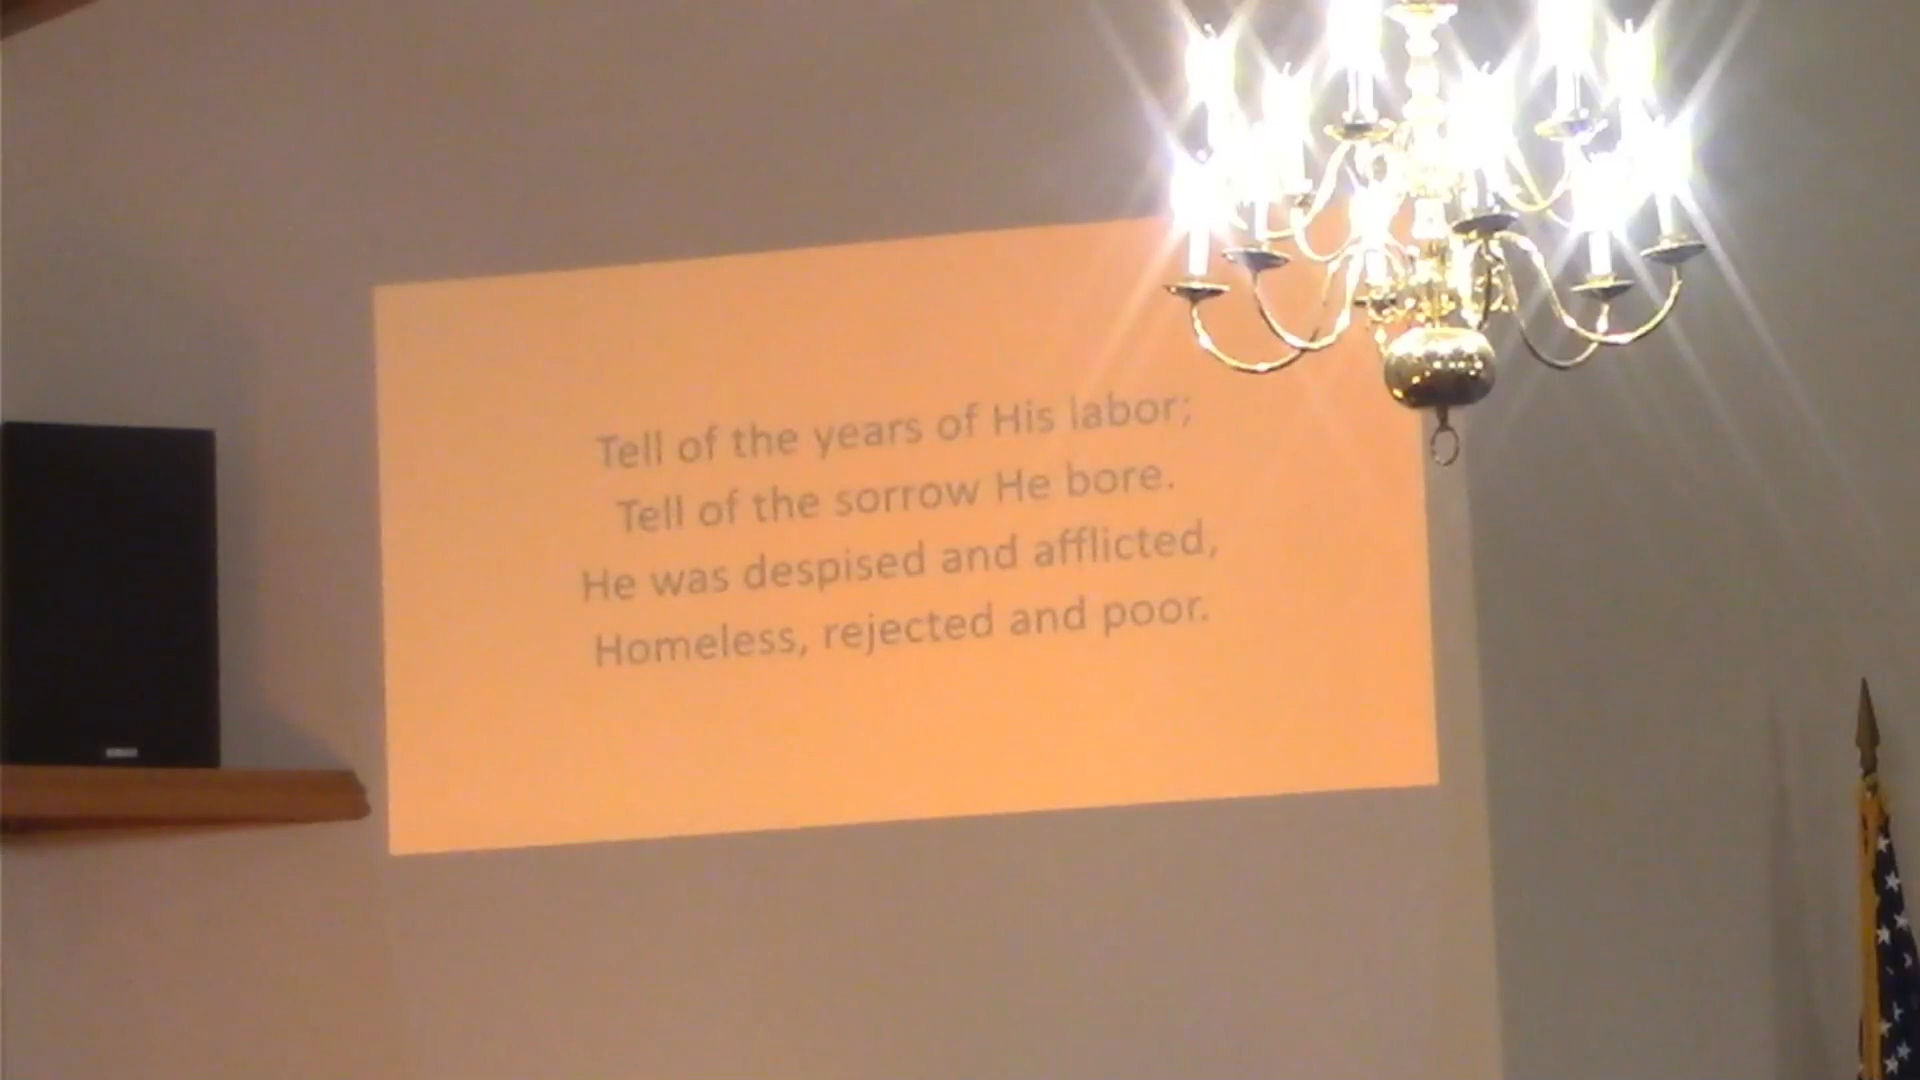 Tell of the years of His labor;
Tell of the sorrow He bore.
He was despised and afflicted,
Homeless, rejected and poor.